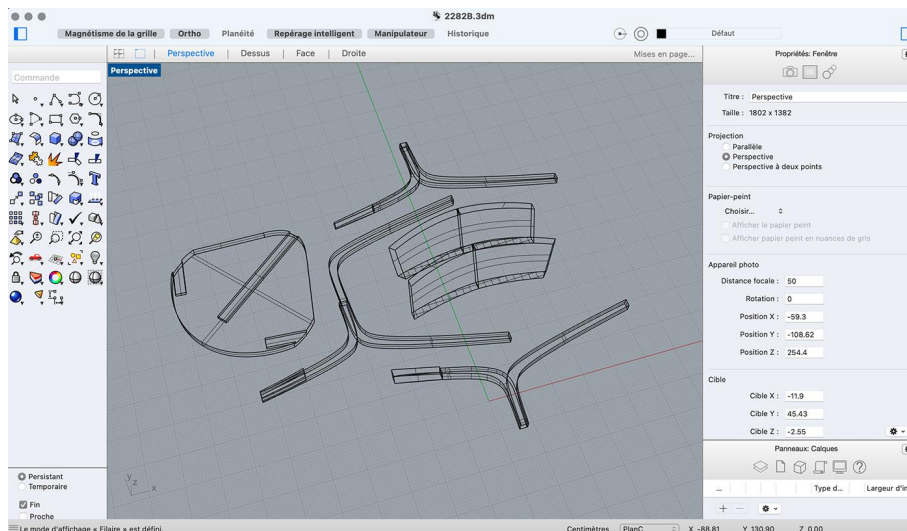 2282B.3dm
Magnétisme de la grille Ortho Planéité Repérage intelligent Manipulateur Historique Défaut
Perspective Dessus Face Droite Mises en page...
Propriétés: Fenêtre
Commande
Perspective
Titre : Perspective
Taille : 1802 x 1382
Projection
Parallèle
Perspective
Perspective à deux points
Papier-peint
Choisir...
Afficher le papier peint
Afficher papier peint en nuances de gris
Appareil photo
Distance focale : 50
Rotation : 0
Position X : -59.3
Position Y : -108.62
Position Z : 254.4
Cible
Cible X : -11.9
Cible Y : 45.43
Cible Z : -2.55
Panneaux: Calques
... Type d... Largeur d'i
Persistant
Temporaire
Fin
Proche
y z x
Le mode d'affichage « Filaire » est défini.
Centimètres PlanC X -88.81 Y 130.90 Z 0.00